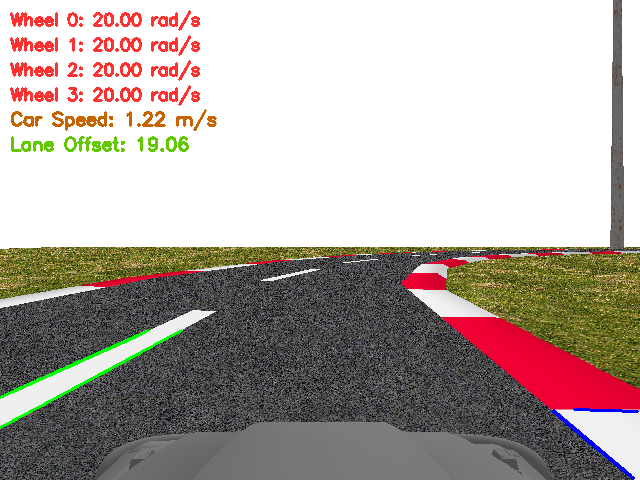 Wheel 0: 20.00 rad/s
Wheel 1: 20.00 rad/s
Wheel 2: 20.00 rad/s
Wheel 3: 20.00 rad/s
Car Speed: 1.22 m/s
Lane Offset: 19.06